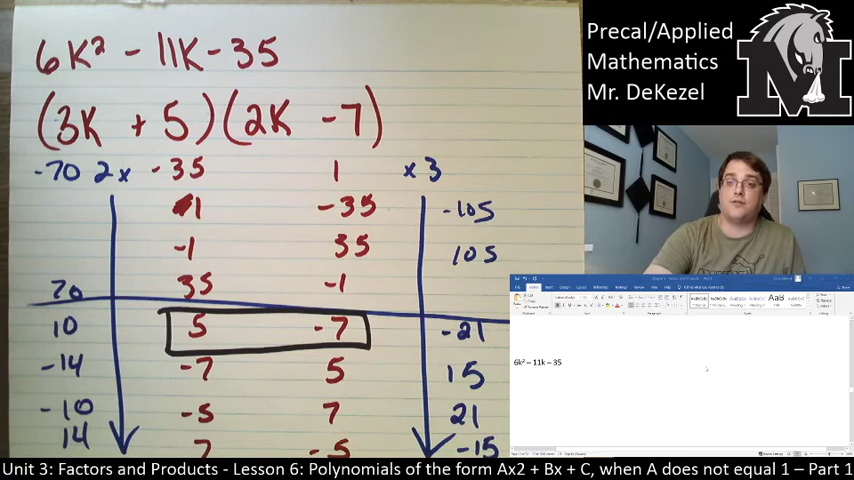 6K² - 11K - 35
(3K + 5)(2K - 7)
-70 2x -35 1 x 3
1 -35 -105
-1 35 105
70 35 -1
10 5 -7 -21
-14 -7 5 15
-10 -5 7 21
14 7 -5 -15
Precal/Applied
Mathematics
Mr. DeKezel
M
6k² – 11k – 35
Unit 3: Factors and Products - Lesson 6: Polynomials of the form Ax2 + Bx + C, when A does not equal 1 – Part 1